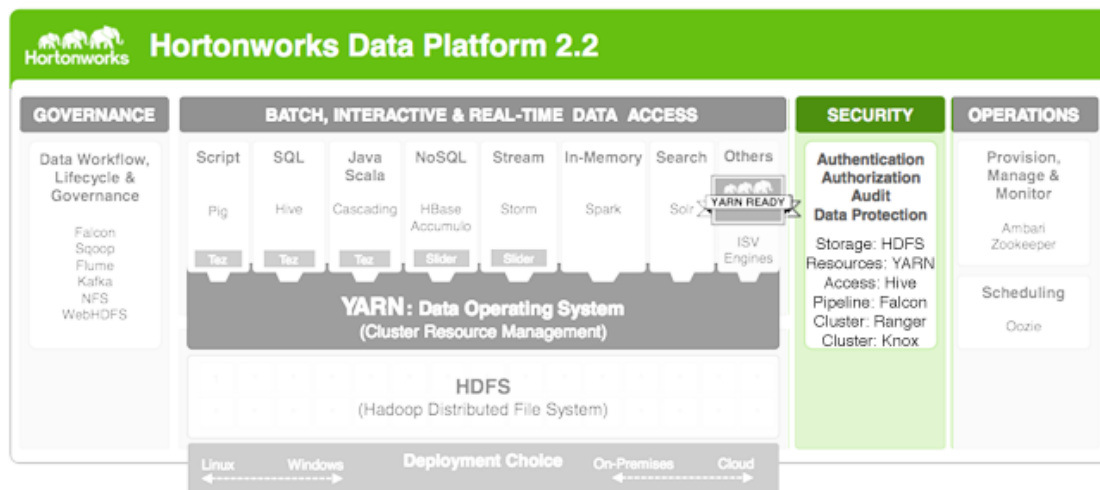 Hortonworks
Hortonworks Data Platform 2.2
GOVERNANCE
Data Workflow,
Lifecycle &
Governance
Falcon
Sqoop
Flume
Kafka
NFS
WebHDFS
BATCH, INTERACTIVE & REAL-TIME DATA ACCESS
Script
Pig
Tez
SQL
Hive
Tez
Java
Scala
Cascading
Tez
NoSQL
HBase
Accumulo
Slider
Stream
Storm
Slider
In-Memory
Spark
Search
Solr
Others
YARN READY
ISV
Engines
YARN: Data Operating System
(Cluster Resource Management)
HDFS
(Hadoop Distributed File System)
Deployment Choice
Linux
Windows
On-Premises
Cloud
SECURITY
Authentication
Authorization
Audit
Data Protection
Storage: HDFS
Resources: YARN
Access: Hive
Pipeline: Falcon
Cluster: Ranger
Cluster: Knox
OPERATIONS
Provision,
Manage &
Monitor
Ambari
Zookeeper
Scheduling
Oozie